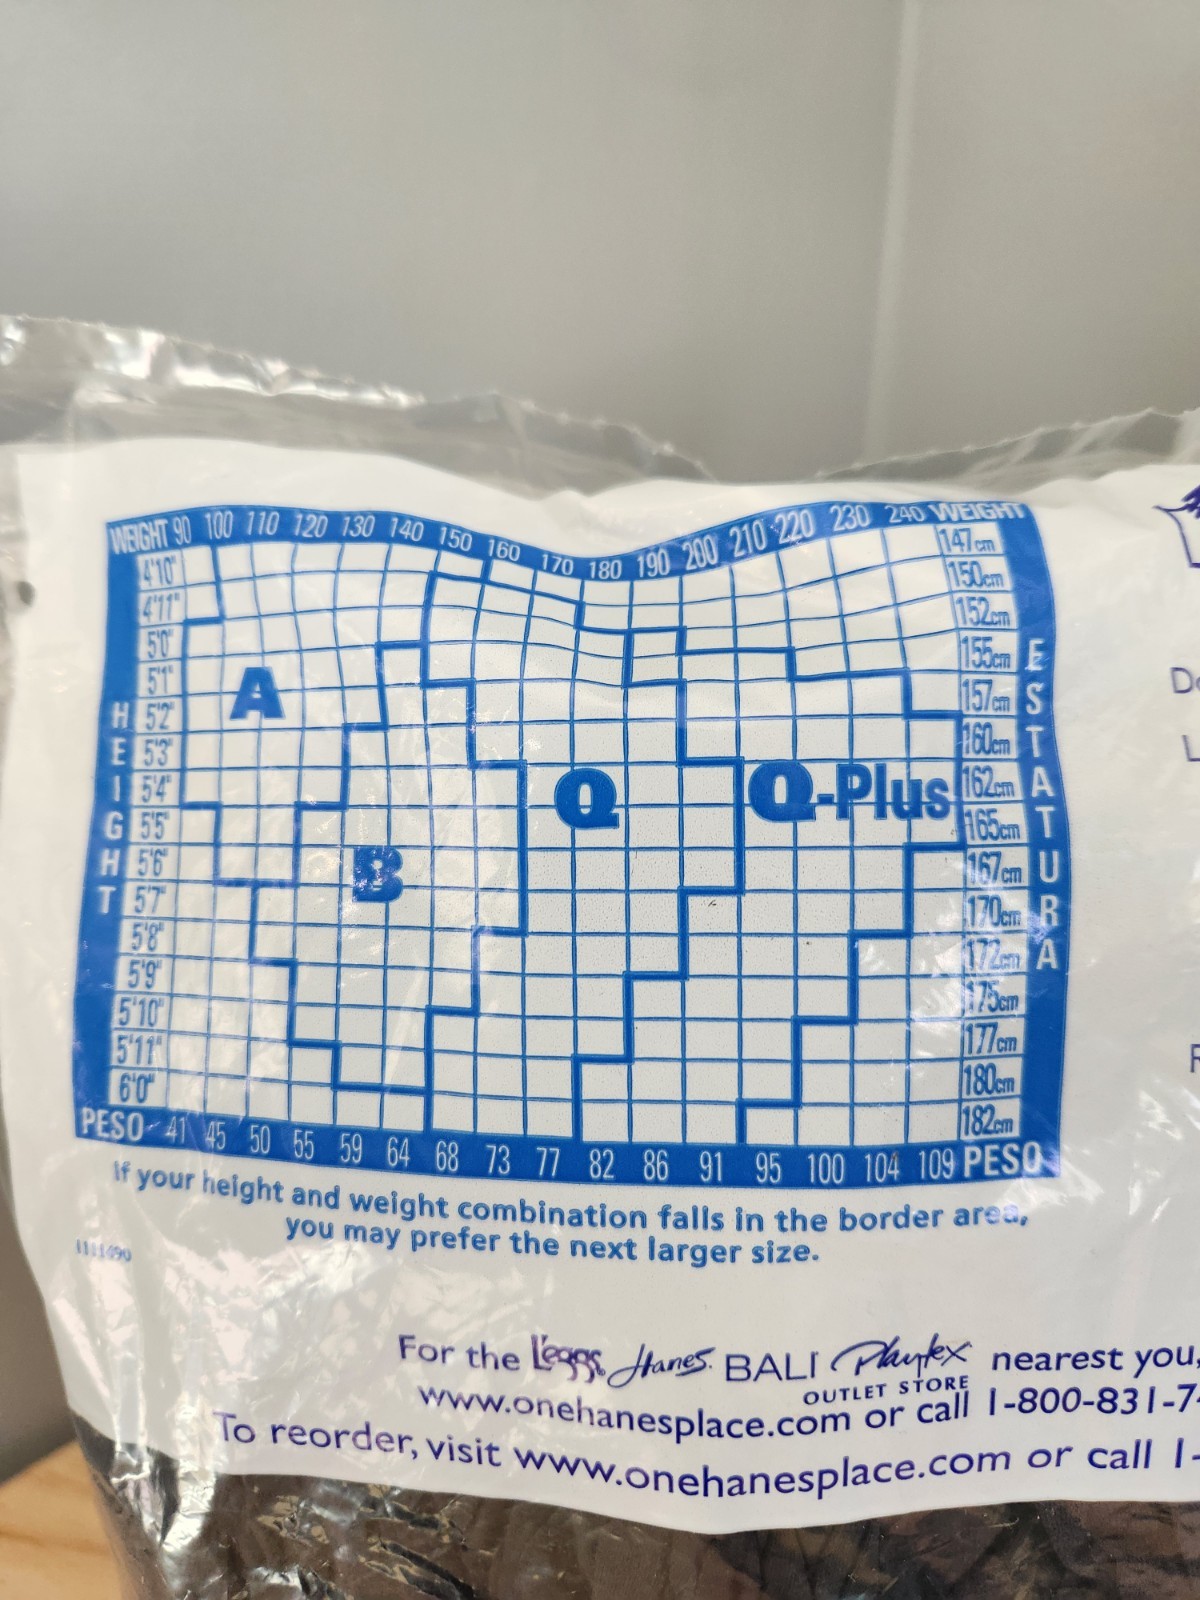 WEIGHT 90 100 110 120 130 140 150 160 170 180 190 200 210 220 230 240 WEIGHT
4'10" 147cm
4'11" 150cm
5'0" 152cm
5'1" 155cm
5'2" 157cm
5'3" 160cm
5'4" 162cm
5'5" 165cm
5'6" 167cm
5'7" 170cm
5'8" 172cm
5'9" 175cm
5'10" 177cm
5'11" 180cm
6'0" 182cm
HEIGHT
ESTATURA
A
B
Q
Q-Plus
PESO 41 45 50 55 59 64 68 73 77 82 86 91 95 100 104 109 PESO
If your height and weight combination falls in the border area,
you may prefer the next larger size.
For the L'eggs Hanes BALI Playtex nearest you,
OUTLET STORE
www.onehanesplace.com or call 1-800-831-7
To reorder, visit www.onehanesplace.com or call 1-